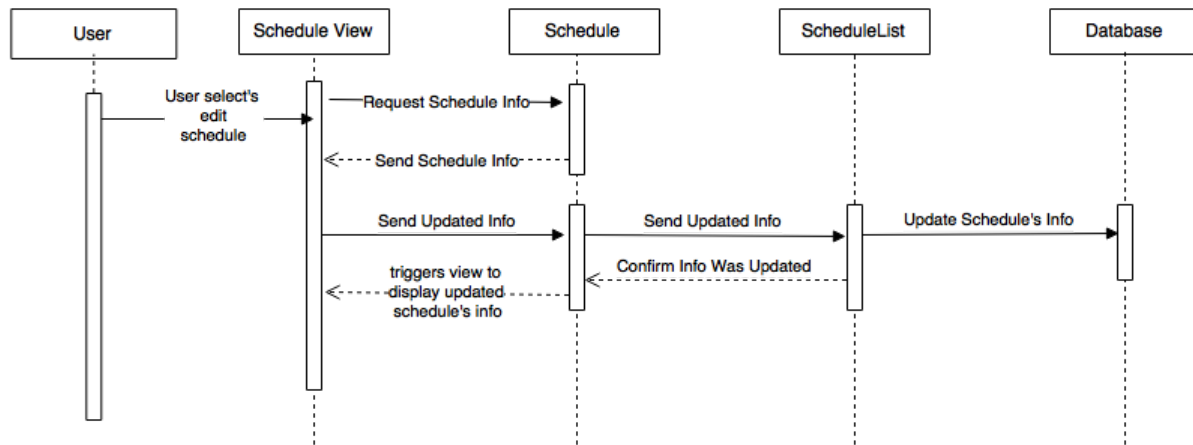 User
Schedule View
Schedule
ScheduleList
Database
User select's
edit
schedule
Request Schedule Info
Send Schedule Info
Send Updated Info
Send Updated Info
Update Schedule's Info
Confirm Info Was Updated
triggers view to
display updated
schedule's info